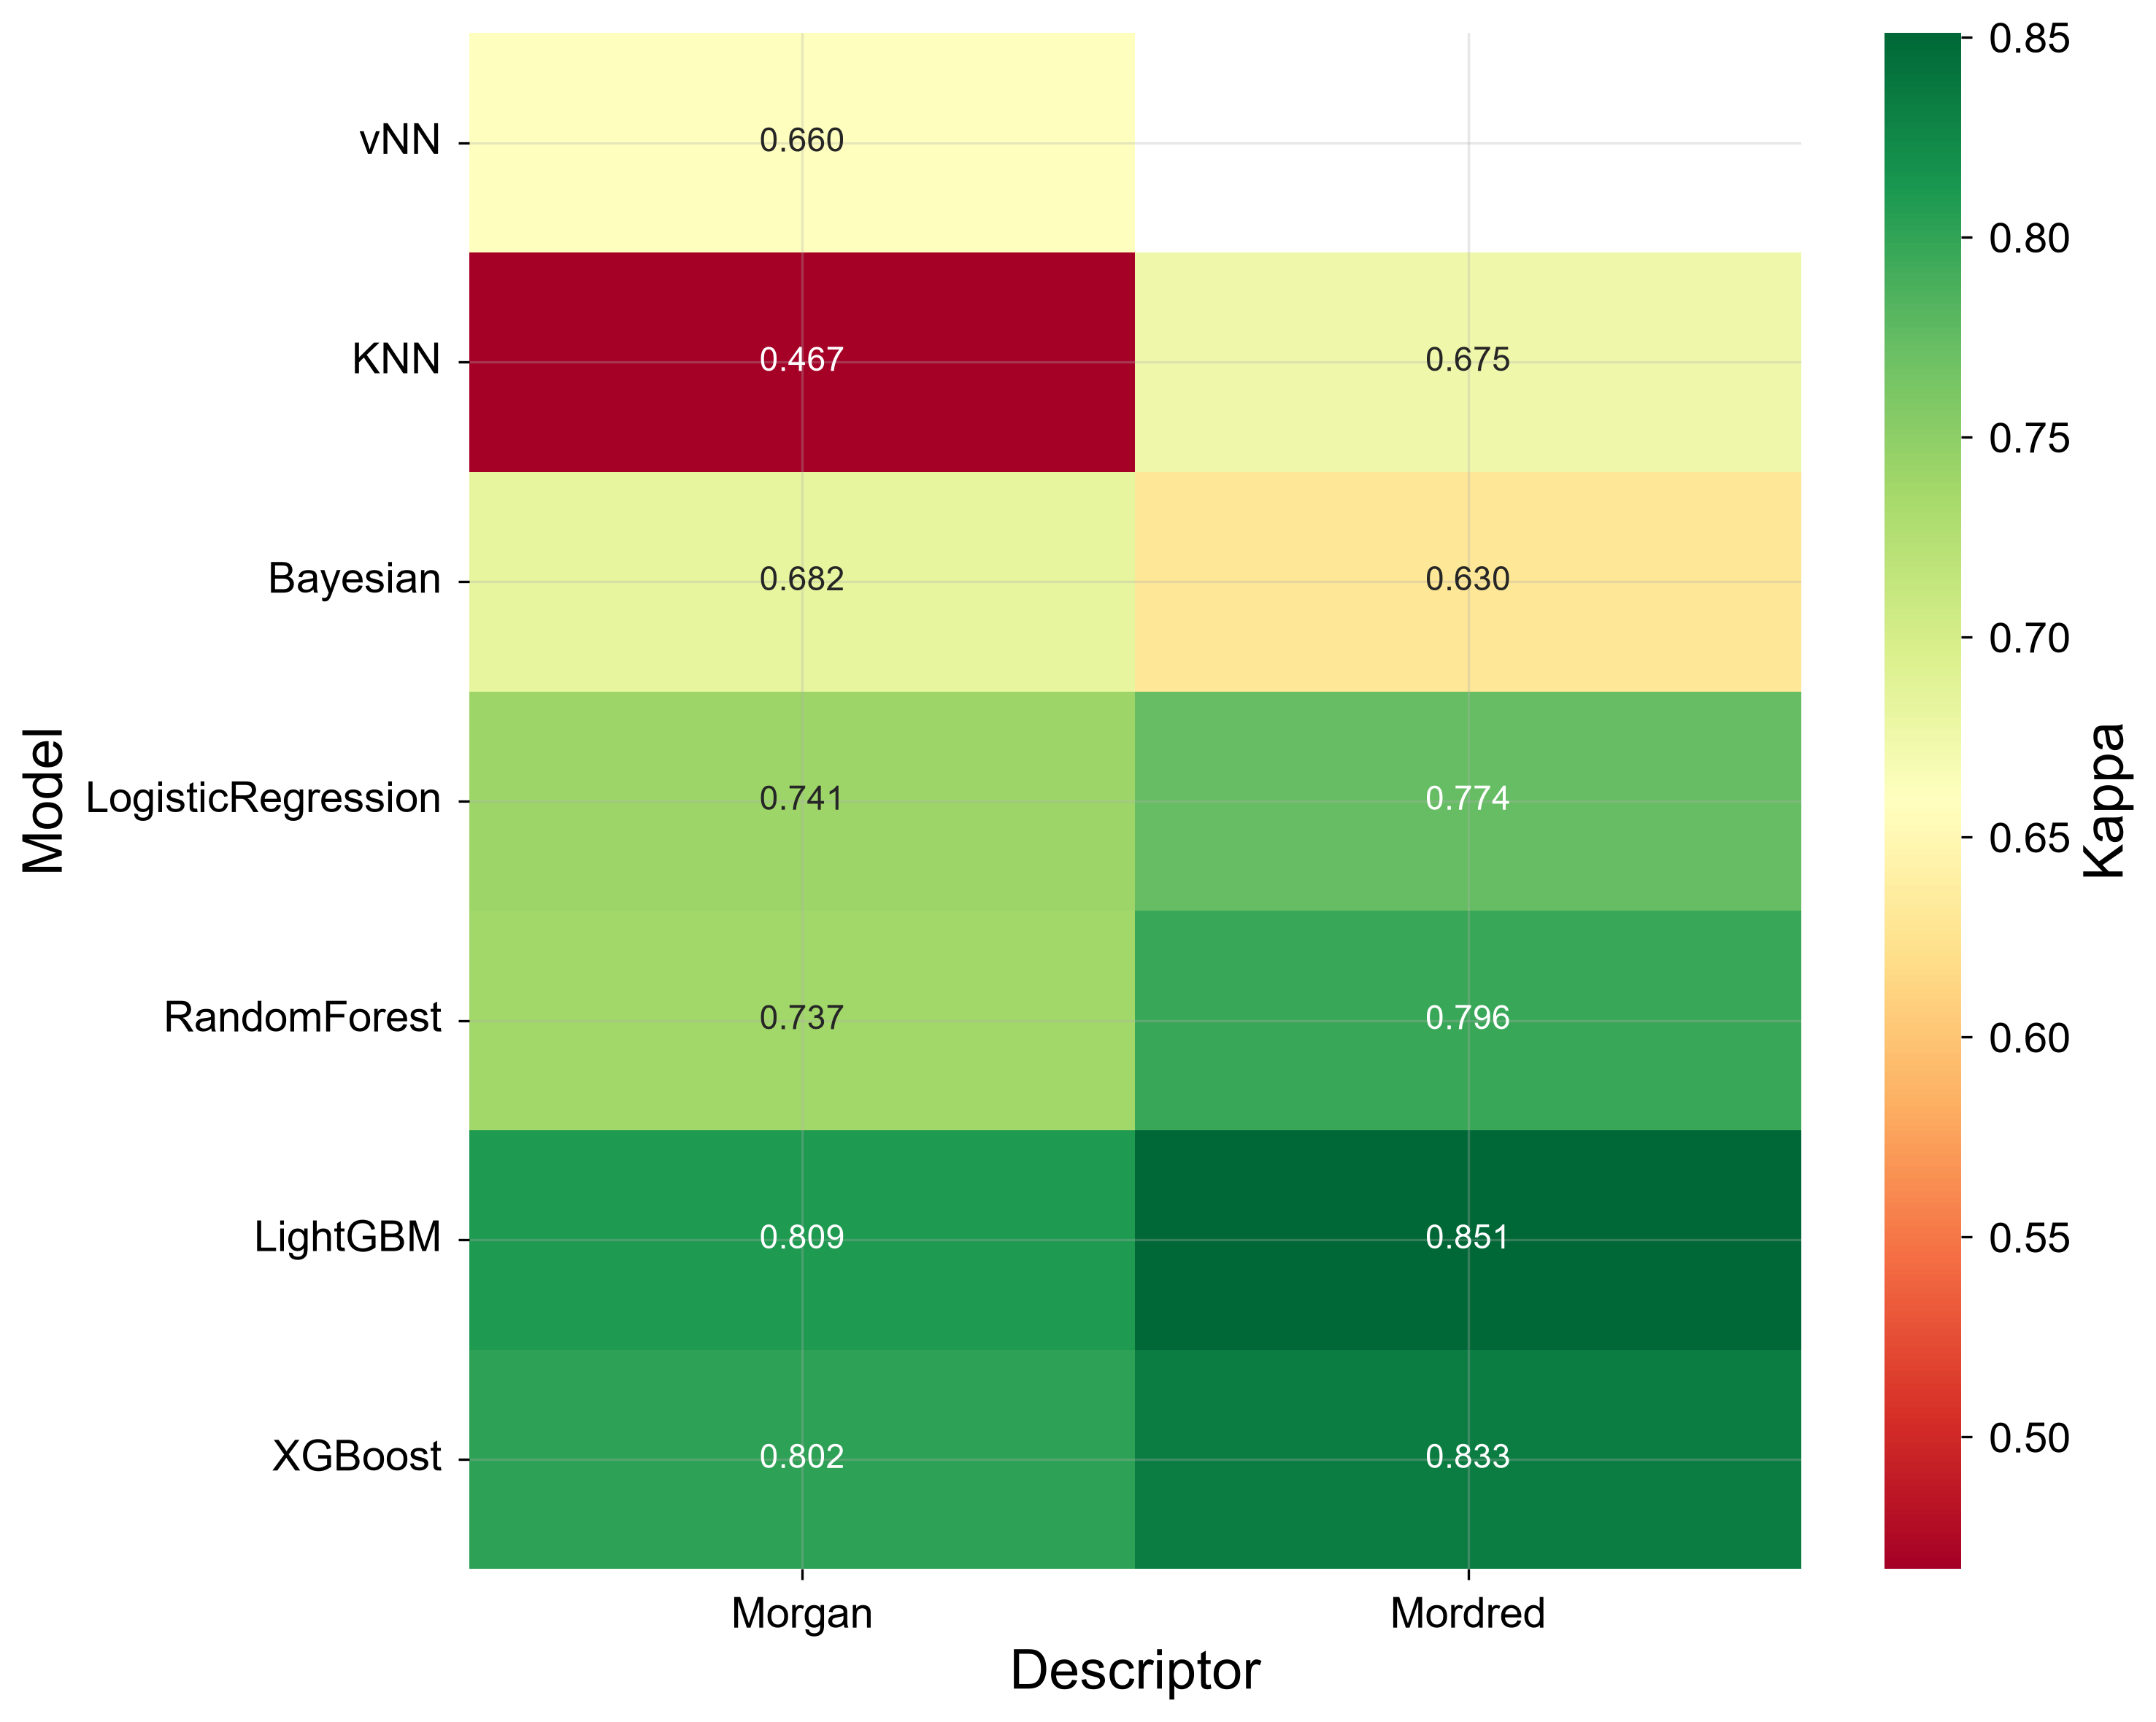 vNN 0.660
KNN 0.467 0.675
Bayesian 0.682 0.630
LogisticRegression 0.741 0.774
RandomForest 0.737 0.796
LightGBM 0.809 0.851
XGBoost 0.802 0.833
Morgan Mordred
Descriptor
Model
0.85
0.80
0.75
0.70
0.65
0.60
0.55
0.50
Kappa